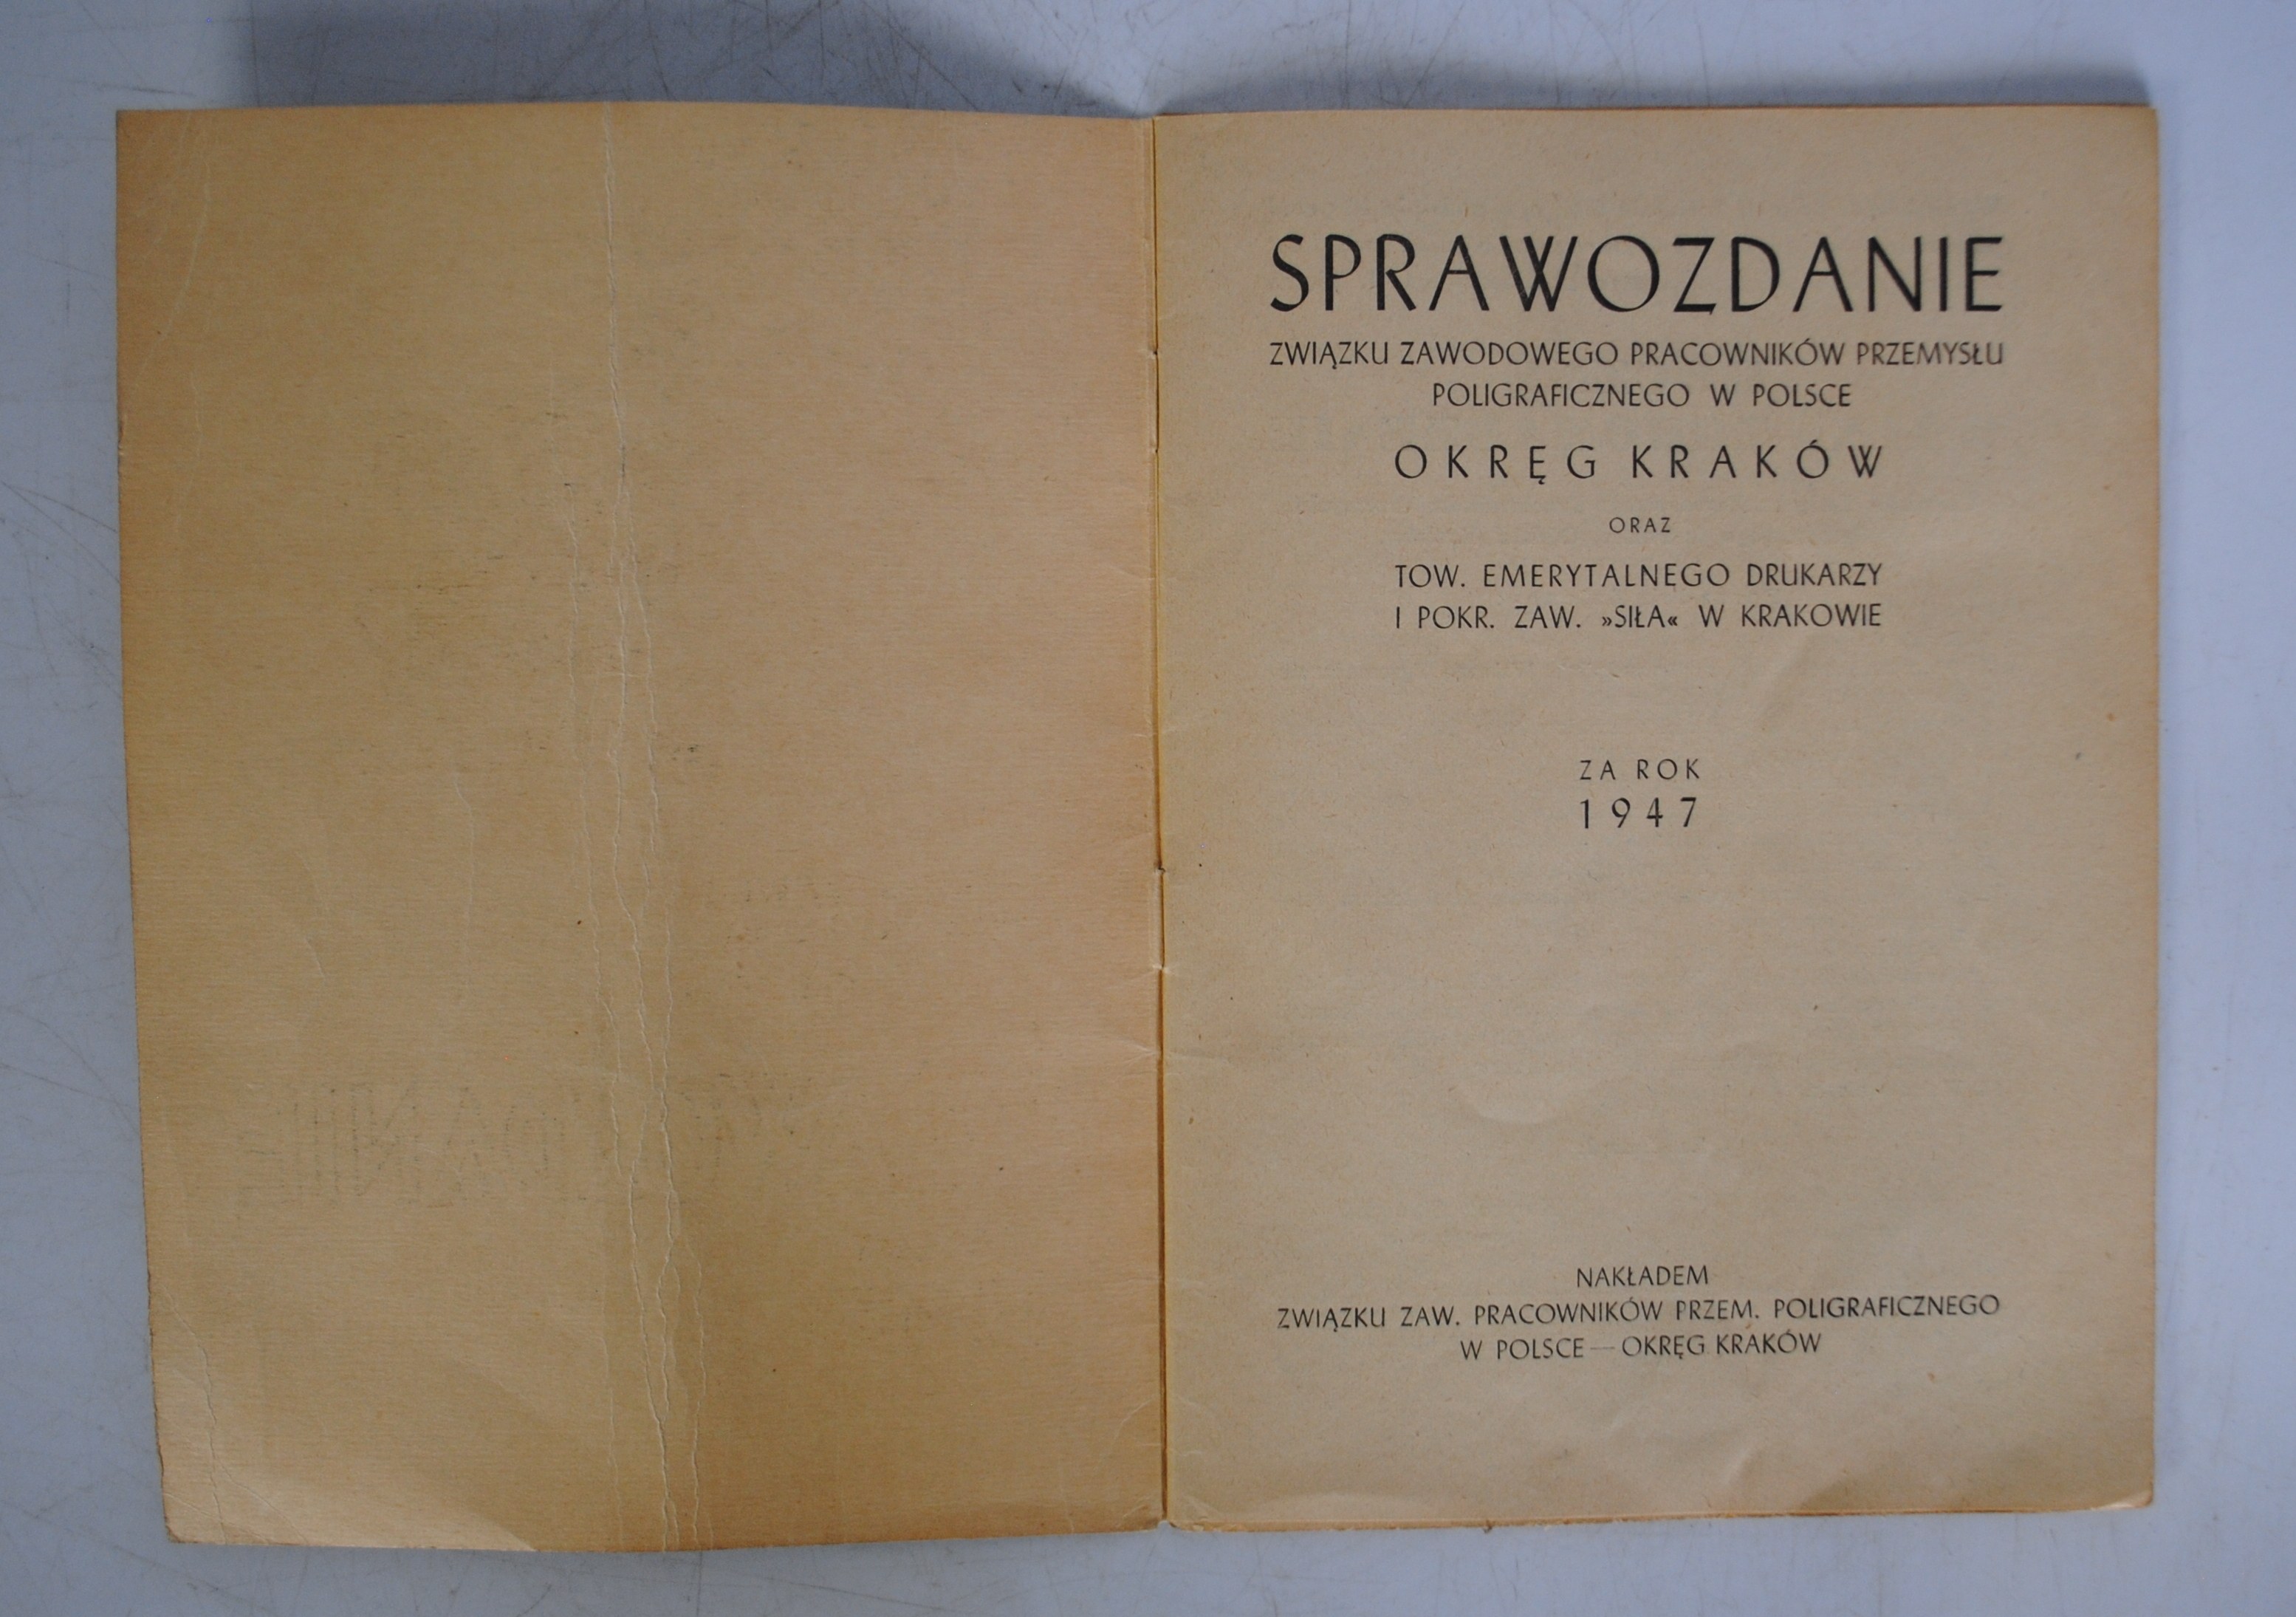 SPRAWOZDANIE
ZWIĄZKU ZAWODOWEGO PRACOWNIKÓW PRZEMYSŁU
POLIGRAFICZNEGO W POLSCE
OKRĘG KRAKÓW
ORAZ
TOW. EMERYTALNEGO DRUKARZY
I POKR. ZAW. »SIŁA« W KRAKOWIE
ZA ROK
1947
NAKŁADEM
ZWIĄZKU ZAW. PRACOWNIKÓW PRZEM. POLIGRAFICZNEGO
W POLSCE — OKRĘG KRAKÓW